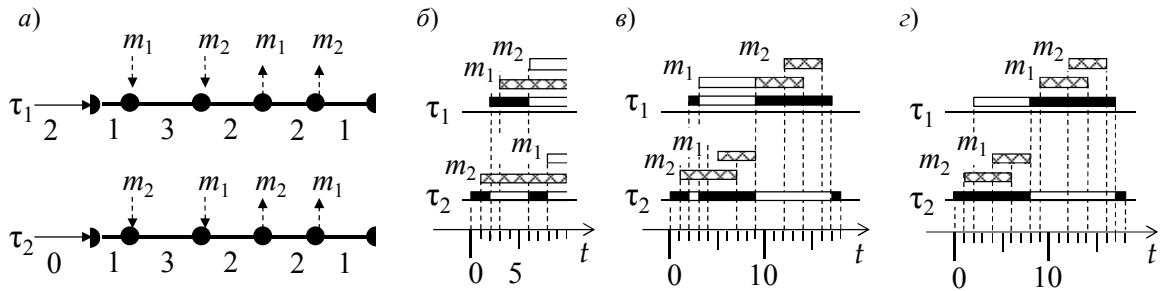 а)
m₁ m₂ m₁ m₂
τ₁
2 1 3 2 2 1
m₂ m₁ m₂ m₁
τ₂
0 1 3 2 2 1
б)
m₂
m₁
τ₁
m₁
m₂
τ₂
0 5 t
в)
m₂
m₁
τ₁
m₁
m₂
τ₂
0 10 t
г)
m₂
m₁
τ₁
m₁
m₂
τ₂
0 10 t